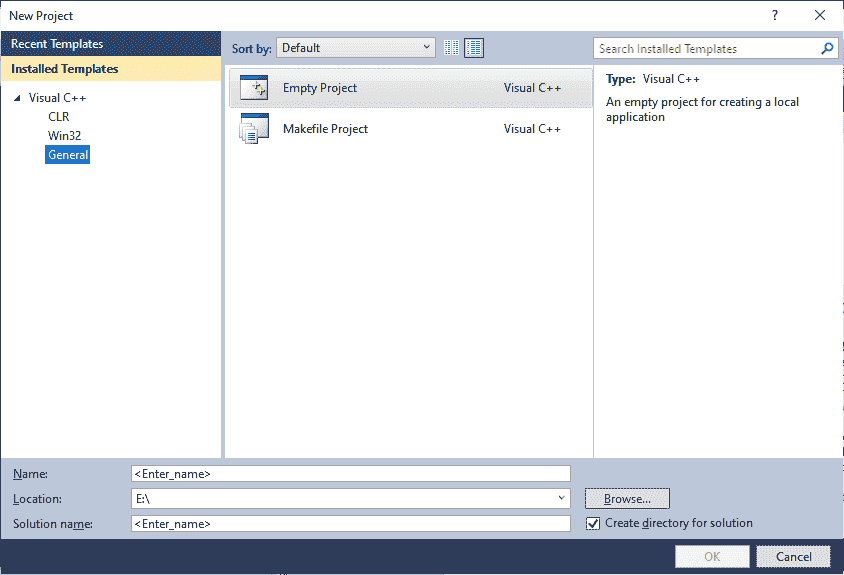 New Project
?
Recent Templates
Sort by: Default
Search Installed Templates
Installed Templates
Visual C++
CLR
Win32
General
Empty Project Visual C++
Makefile Project Visual C++
Type: Visual C++
An empty project for creating a local
application
Name: <Enter_name>
Location: E:\ Browse...
Solution name: <Enter_name> Create directory for solution
OK Cancel